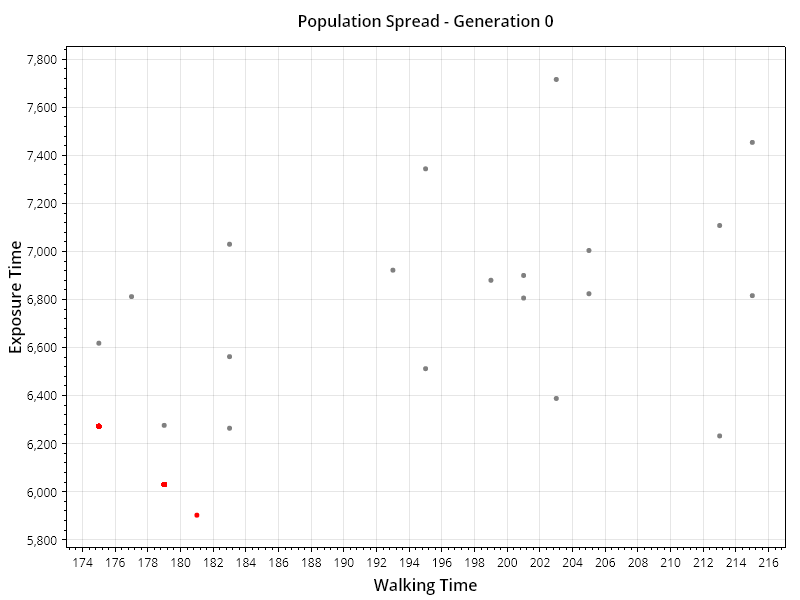 Population Spread - Generation 0
7,800
7,600
7,400
7,200
7,000
6,800
6,600
6,400
6,200
6,000
5,800
Exposure Time
174 176 178 180 182 184 186 188 190 192 194 196 198 200 202 204 206 208 210 212 214 216
Walking Time